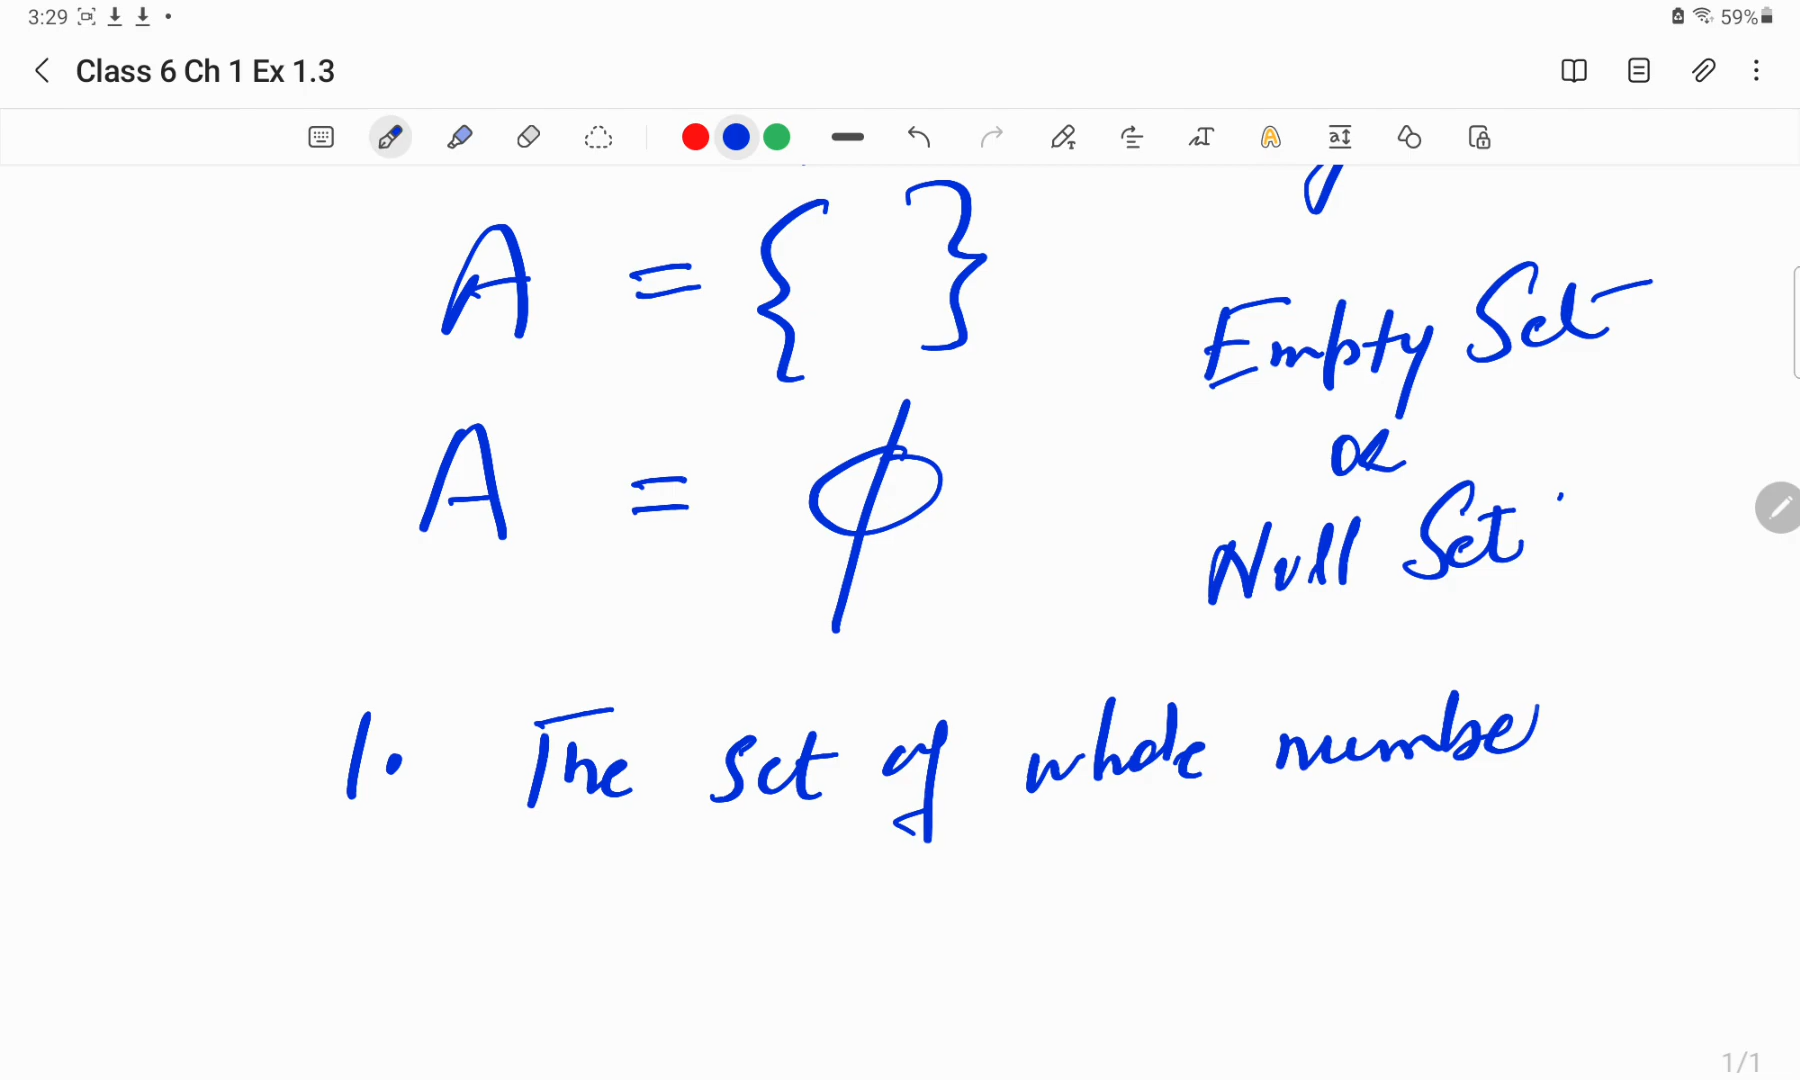 3:29 59%
Class 6 Ch 1 Ex 1.3
A = { }
A = ϕ
Empty Set
or
Null Set
1. The set of whole numbe
1/1